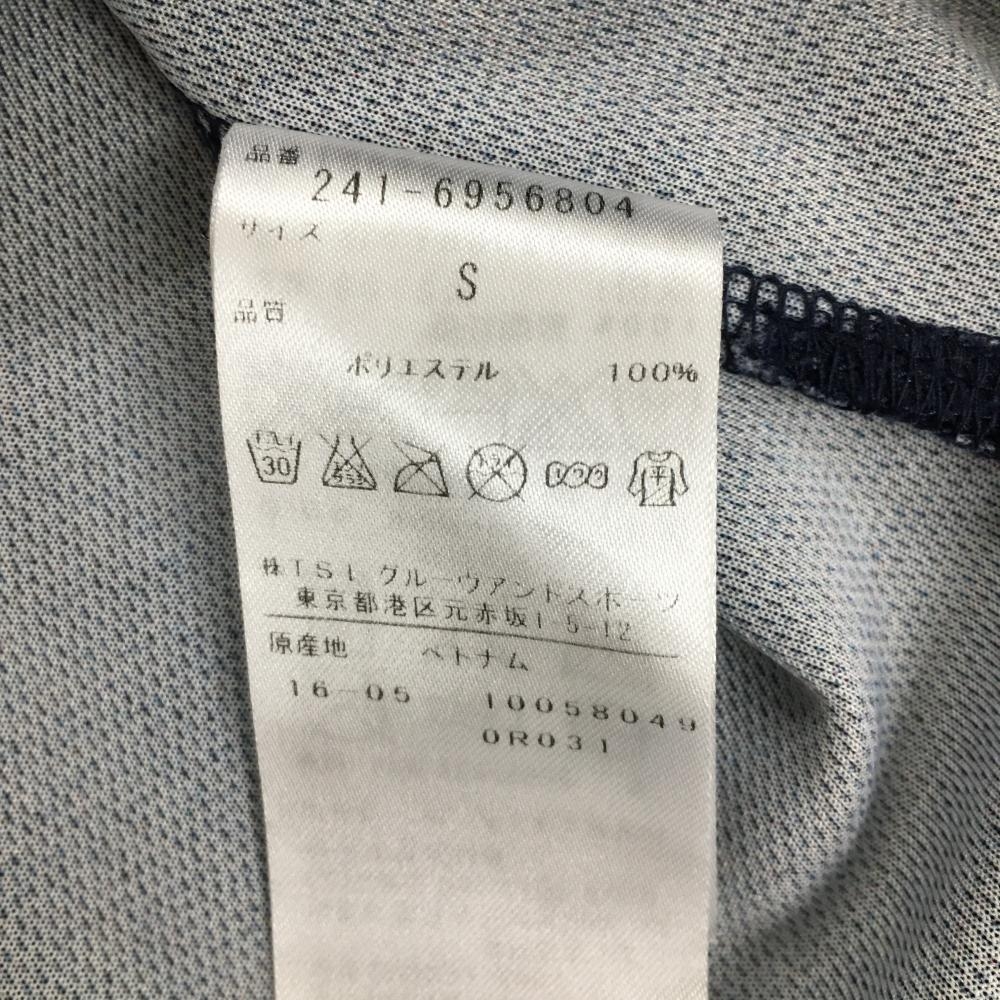 品番
241-6956804
サイズ
S
品質
ポリエステル 100%
30 平
株TSI グルーヴアンドスポーツ
東京都港区元赤坂1-5-12
原産地 ベトナム
16-05 10058049
0R031